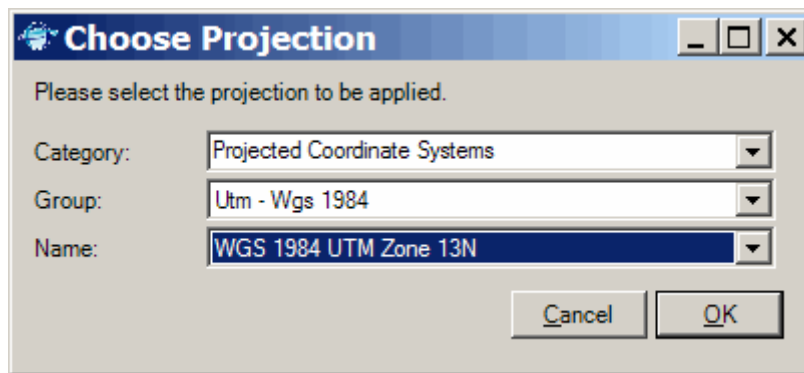 Choose Projection
Please select the projection to be applied.
Category: Projected Coordinate Systems
Group: Utm - Wgs 1984
Name: WGS 1984 UTM Zone 13N
Cancel OK